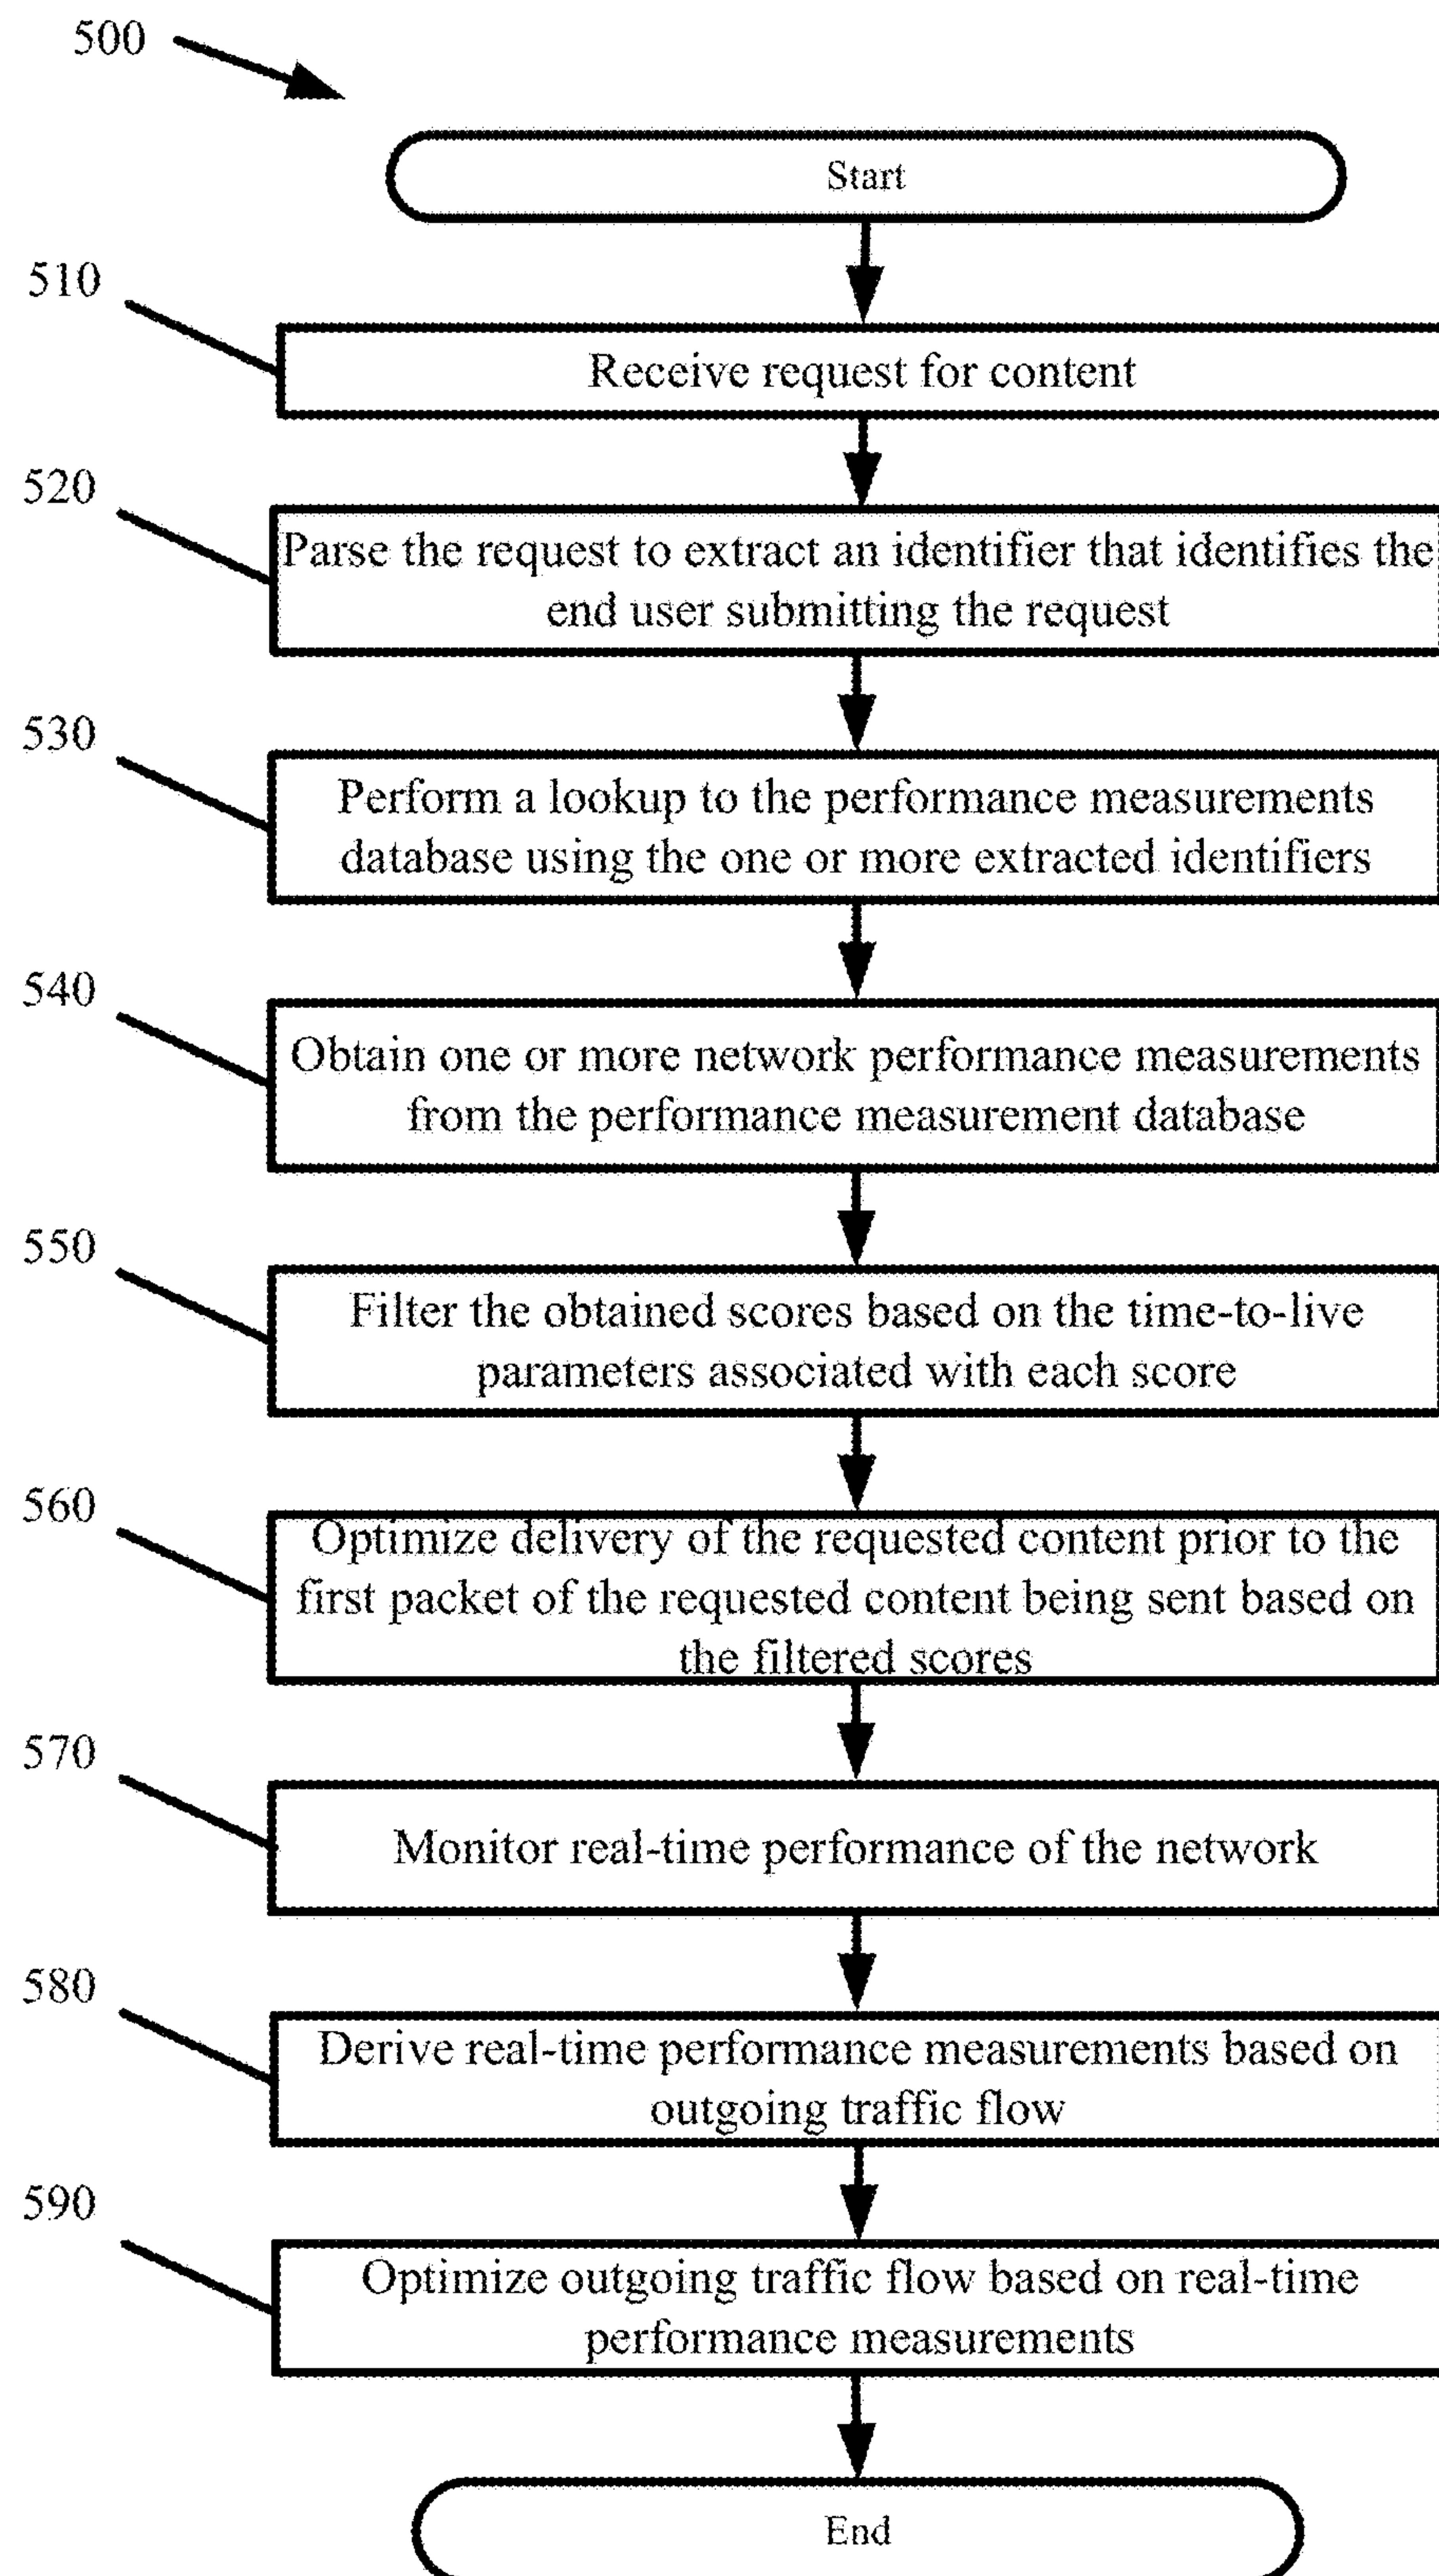 500
Start
510
Receive request for content
520
Parse the request to extract an identifier that identifies the
end user submitting the request
530
Perform a lookup to the performance measurements
database using the one or more extracted identifiers
540
Obtain one or more network performance measurements
from the performance measurement database
550
Filter the obtained scores based on the time-to-live
parameters associated with each score
560
Optimize delivery of the requested content prior to the
first packet of the requested content being sent based on
the filtered scores
570
Monitor real-time performance of the network
580
Derive real-time performance measurements based on
outgoing traffic flow
590
Optimize outgoing traffic flow based on real-time
performance measurements
End